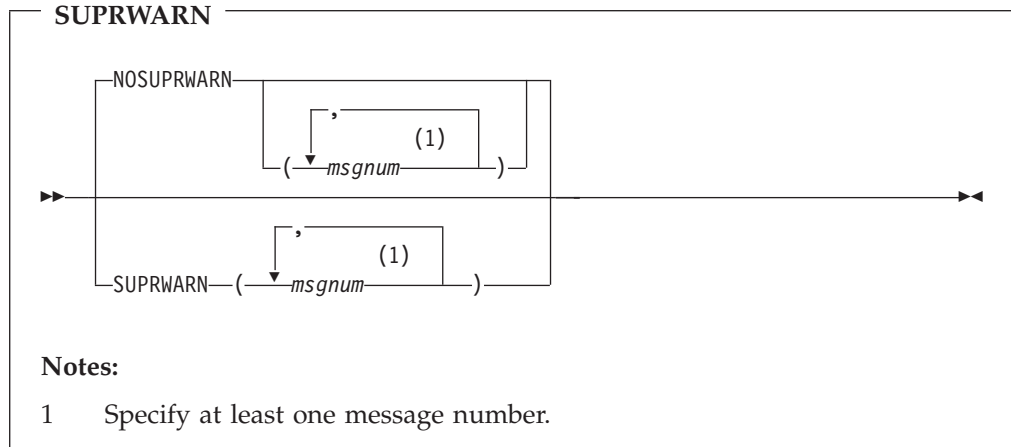 SUPRWARN
NOSUPRWARN
,
(1)
( msgnum )
,
(1)
SUPRWARN ( msgnum )
Notes:
1 Specify at least one message number.